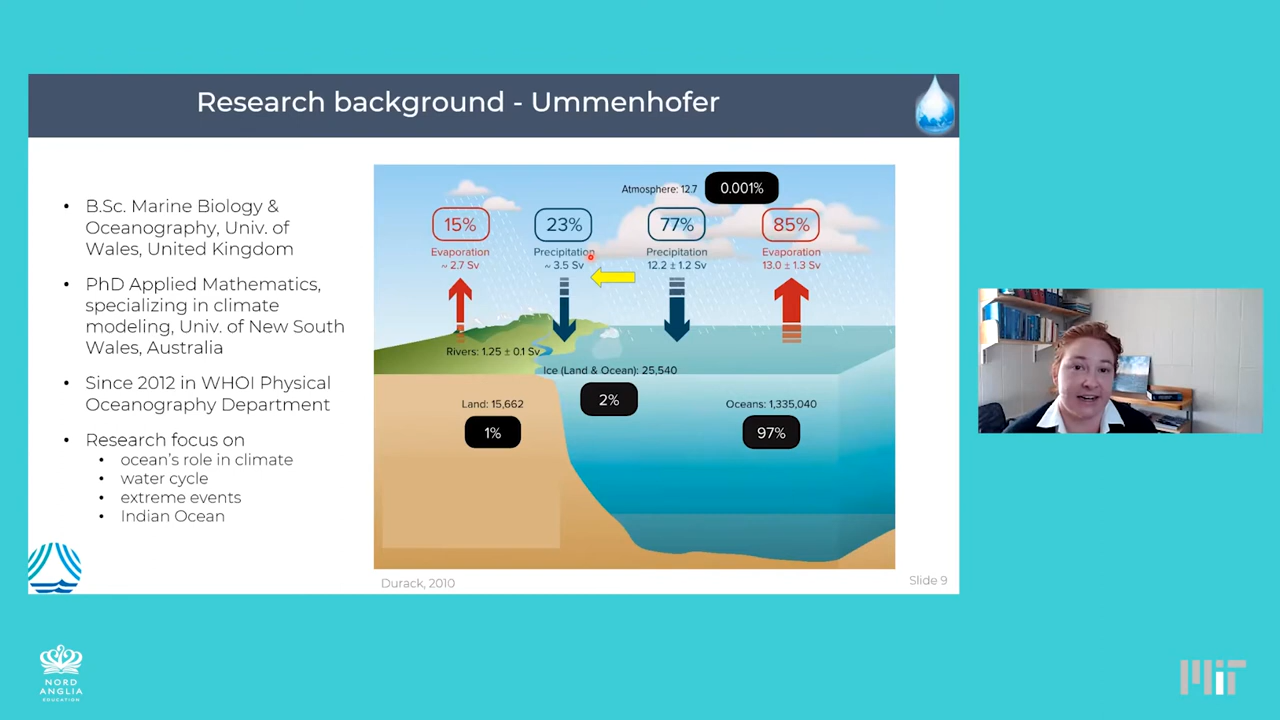 Research background - Ummenhofer
• B.Sc. Marine Biology &
Oceanography, Univ. of
Wales, United Kingdom
• PhD Applied Mathematics,
specializing in climate
modeling, Univ. of New South
Wales, Australia
• Since 2012 in WHOI Physical
Oceanography Department
• Research focus on
• ocean's role in climate
• water cycle
• extreme events
• Indian Ocean
Atmosphere: 12.7
0.001%
15%
Evaporation
~ 2.7 Sv
23%
Precipitation
~ 3.5 Sv
77%
Precipitation
12.2 ± 1.2 Sv
85%
Evaporation
13.0 ± 1.3 Sv
Rivers: 1.25 ± 0.1 Sv
Ice (Land & Ocean): 25,540
2%
Land: 15,662
1%
Oceans: 1,335,040
97%
Durack, 2010
Slide 9
NORD
ANGLIA
EDUCATION
MIT